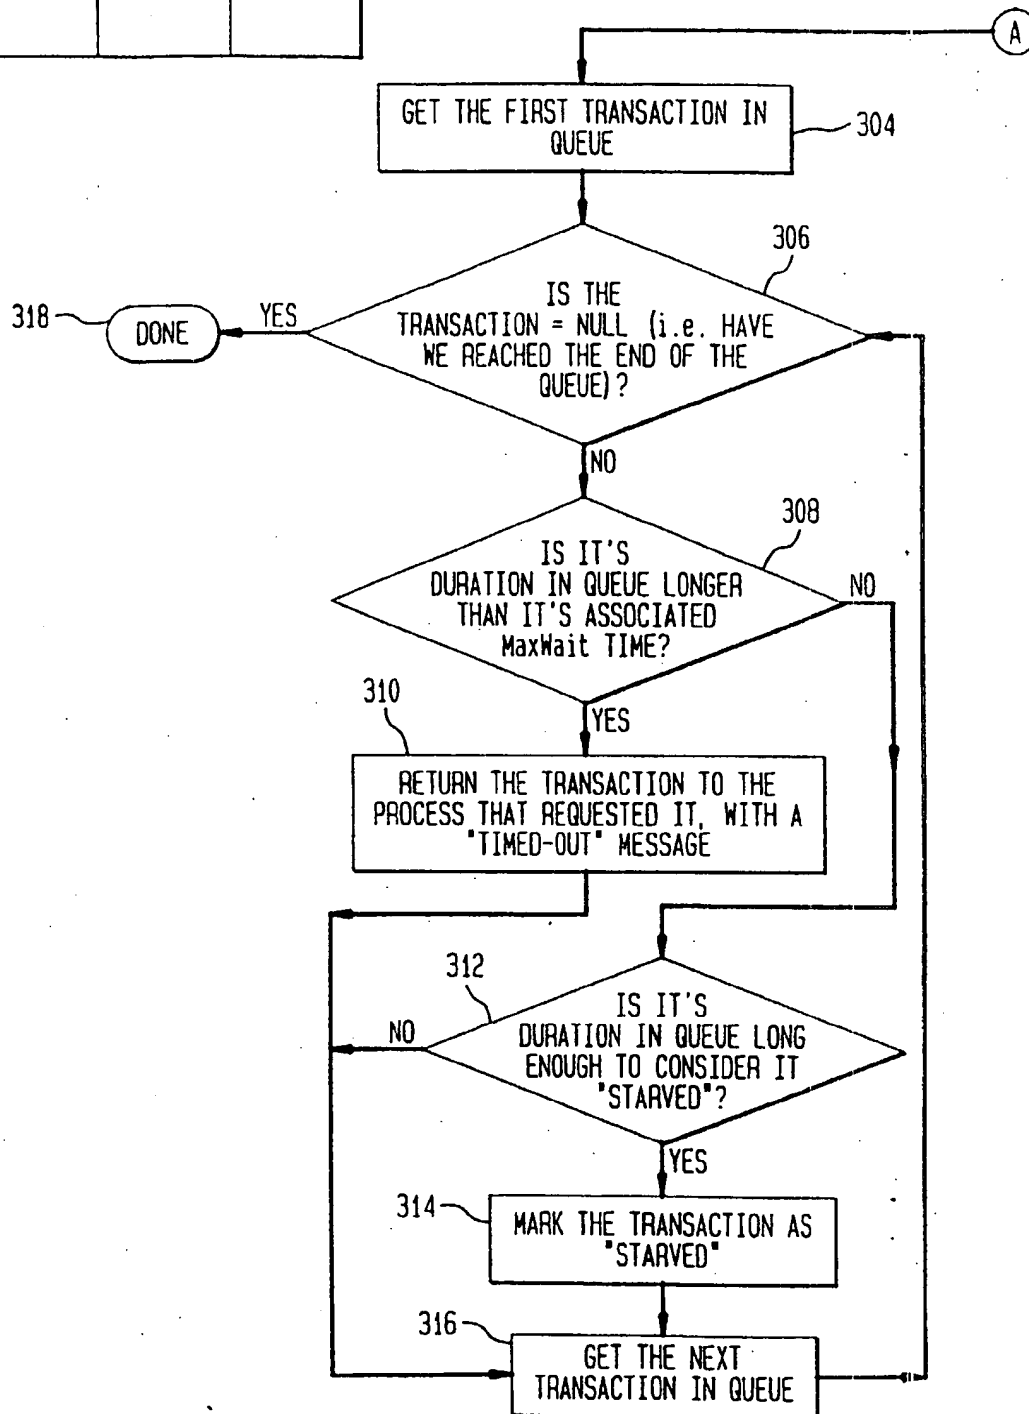 A
GET THE FIRST TRANSACTION IN
QUEUE
304
306
IS THE
TRANSACTION = NULL (i.e. HAVE
WE REACHED THE END OF THE
QUEUE)?
YES
318
DONE
NO
308
IS IT'S
DURATION IN QUEUE LONGER
THAN IT'S ASSOCIATED
MaxWait TIME?
NO
YES
310
RETURN THE TRANSACTION TO THE
PROCESS THAT REQUESTED IT, WITH A
"TIMED-OUT" MESSAGE
312
IS IT'S
DURATION IN QUEUE LONG
ENOUGH TO CONSIDER IT
"STARVED"?
NO
YES
314
MARK THE TRANSACTION AS
"STARVED"
316
GET THE NEXT
TRANSACTION IN QUEUE